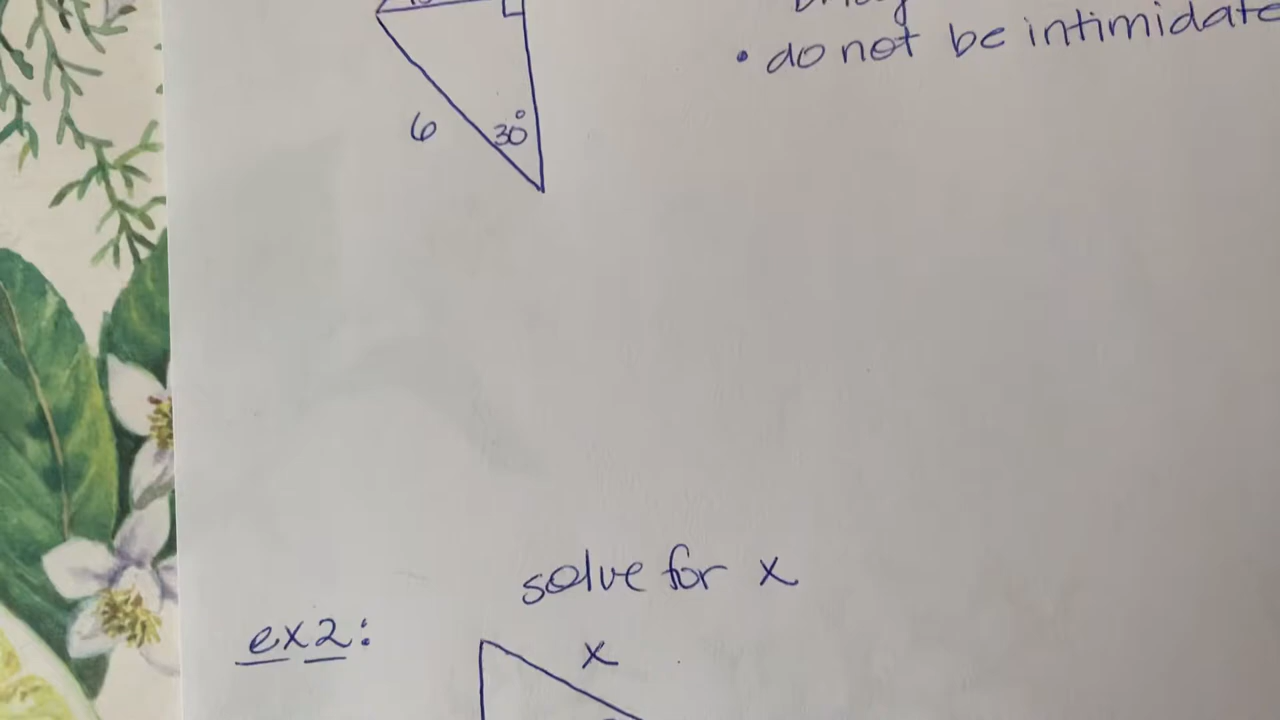 • do not be intimidate
6
30°
solve for x
ex2:
x